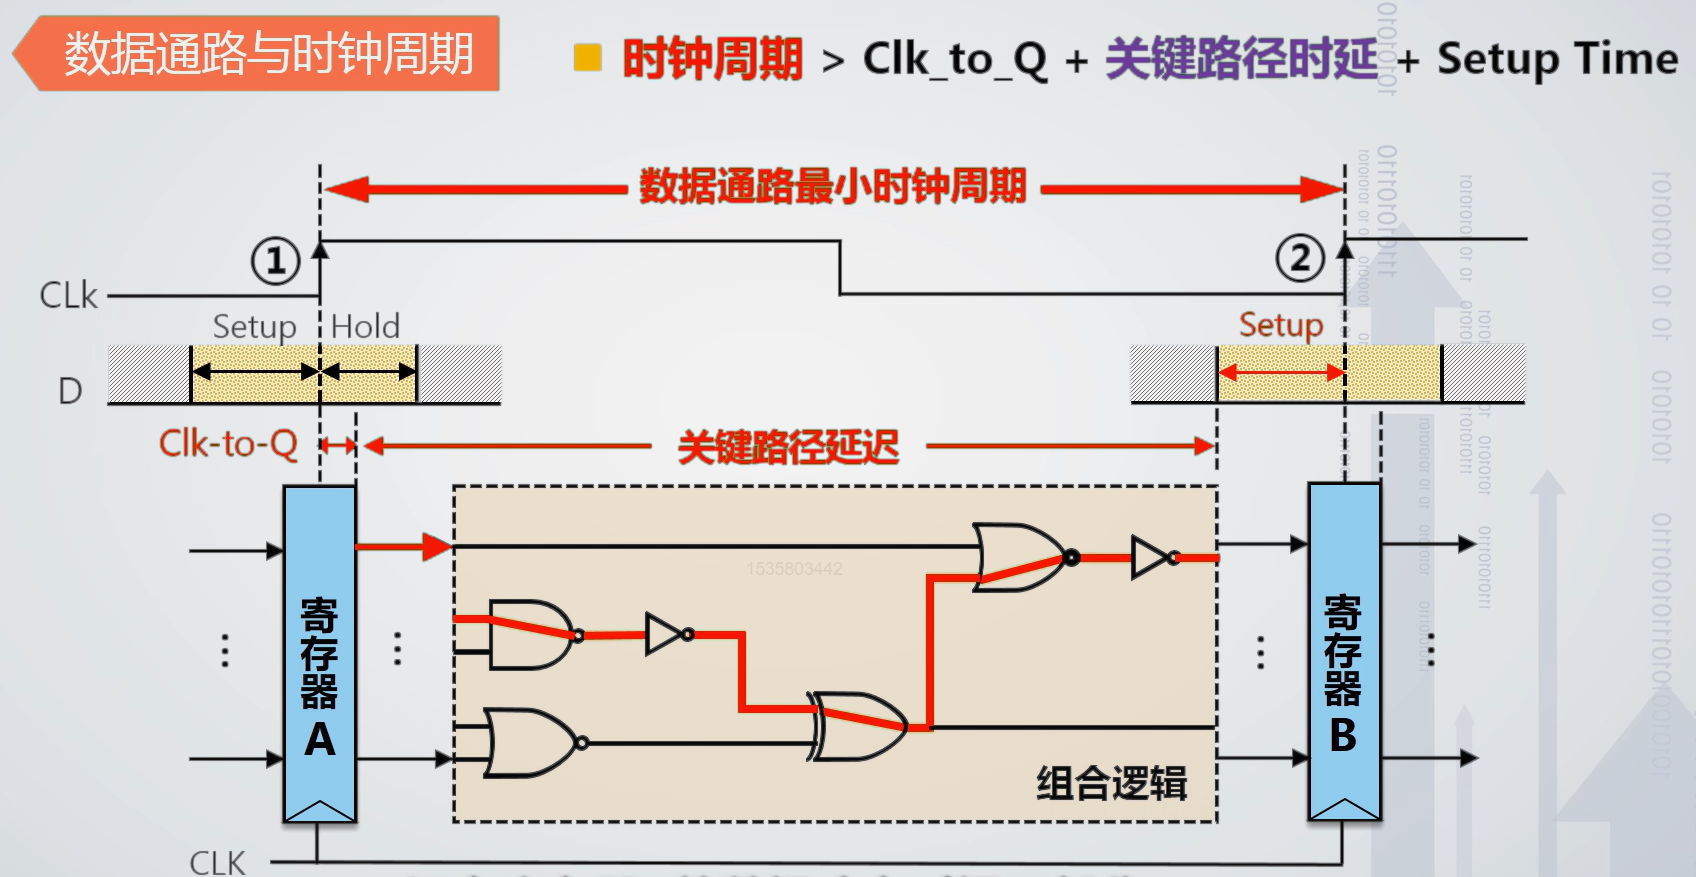 数据通路与时钟周期
时钟周期 > Clk_to_Q + 关键路径时延 + Setup Time
数据通路最小时钟周期
① ②
CLk
Setup Hold Setup
D
Clk-to-Q 关键路径延迟
1535803442
寄存器A
寄存器B
组合逻辑
CLK